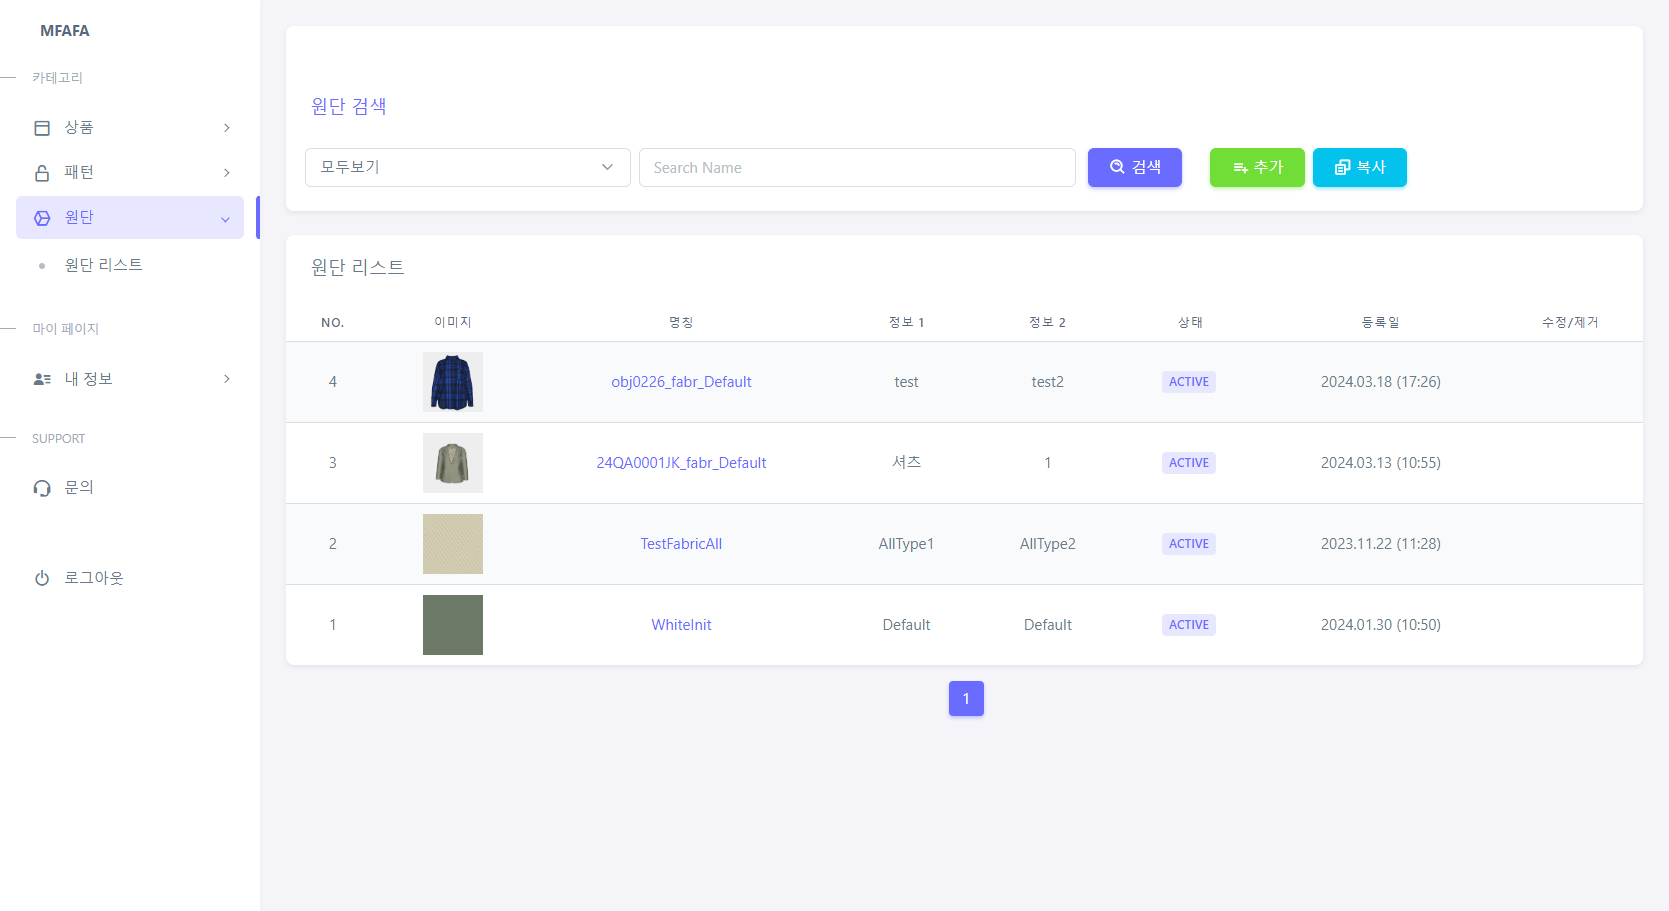 MFAFA
카테고리
상품
패턴
원단
원단 리스트
마이 페이지
내 정보
SUPPORT
문의
로그아웃
원단 검색
모두보기
Search Name
검색
추가
복사
원단 리스트
NO. 이미지 명칭 정보 1 정보 2 상태 등록일 수정/제거
4 obj0226_fabr_Default test test2 ACTIVE 2024.03.18 (17:26)
3 24QA0001JK_fabr_Default 셔츠 1 ACTIVE 2024.03.13 (10:55)
2 TestFabricAll AllType1 AllType2 ACTIVE 2023.11.22 (11:28)
1 WhiteInit Default Default ACTIVE 2024.01.30 (10:50)
1